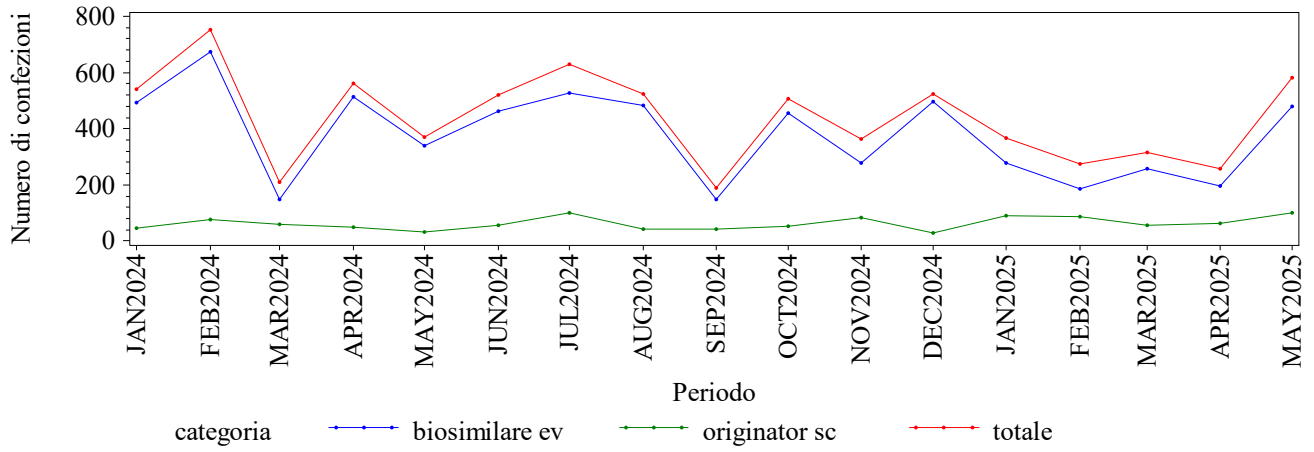 Numero di confezioni
800
600
400
200
0
JAN2024
FEB2024
MAR2024
APR2024
MAY2024
JUN2024
JUL2024
AUG2024
SEP2024
OCT2024
NOV2024
DEC2024
JAN2025
FEB2025
MAR2025
APR2025
MAY2025
Periodo
categoria biosimilare ev originator sc totale